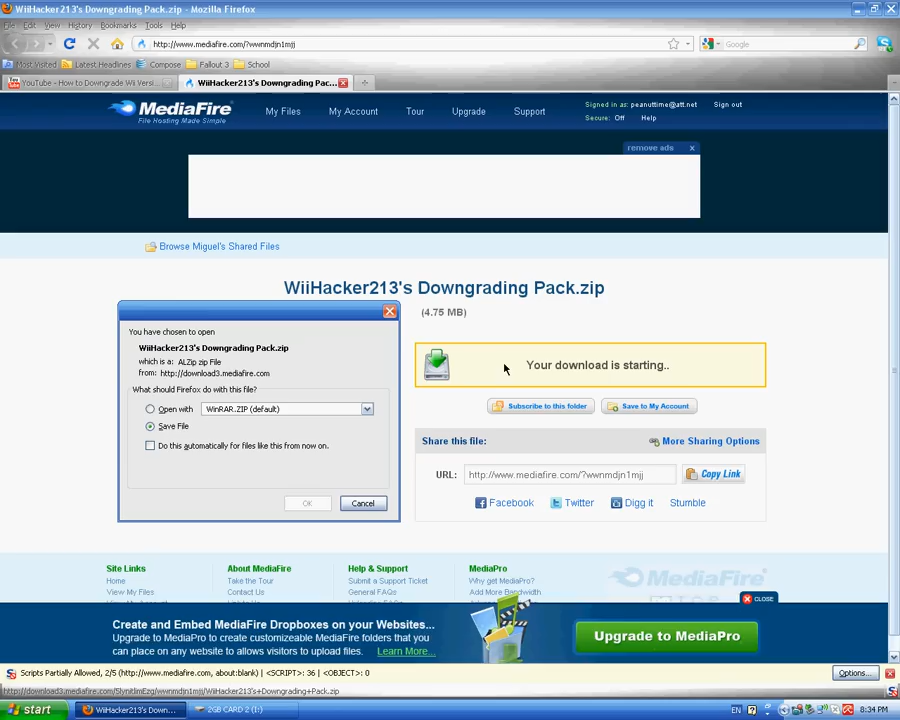 WiiHacker213's Downgrading Pack.zip - Mozilla Firefox
File Edit View History Bookmarks Tools Help
http://www.mediafire.com/?wwnmdjn1mjj
Google
Most Visited Latest Headlines Compose Fallout 3 School
YouTube - How to Downgrade Wii Versi...
WiiHacker213's Downgrading Pac...
MediaFire
File Hosting Made Simple
My Files My Account Tour Upgrade Support
Signed in as: peanuttime@att.net Sign out
Secure: Off Help
remove ads x
Browse Miguel's Shared Files
WiiHacker213's Downgrading Pack.zip
(4.75 MB)
You have chosen to open
WiiHacker213's Downgrading Pack.zip
which is a: ALZip zip File
from: http://download3.mediafire.com
What should Firefox do with this file?
Open with WinRAR.ZIP (default)
Save File
Do this automatically for files like this from now on.
OK Cancel
Your download is starting..
Subscribe to this folder Save to My Account
Share this file: More Sharing Options
URL: http://www.mediafire.com/?wwnmdjn1mjj Copy Link
Facebook Twitter Digg it Stumble
Site Links About MediaFire Help & Support MediaPro
Home Take the Tour Submit a Support Ticket Why get MediaPro?
View My Files Contact Us General FAQs Add More Bandwidth
MediaFire
CLOSE
Create and Embed MediaFire Dropboxes on your Websites...
Upgrade to MediaPro to create customizeable MediaFire folders that you
can place on any website to allows visitors to upload files. Learn More...
Upgrade to MediaPro
Scripts Partially Allowed, 2/5 (http://www.mediafire.com, about:blank) | <SCRIPT>: 36 | <OBJECT>: 0
Options...
start
WiiHacker213's Down...
2GB CARD 2 (I:)
EN
8:34 PM